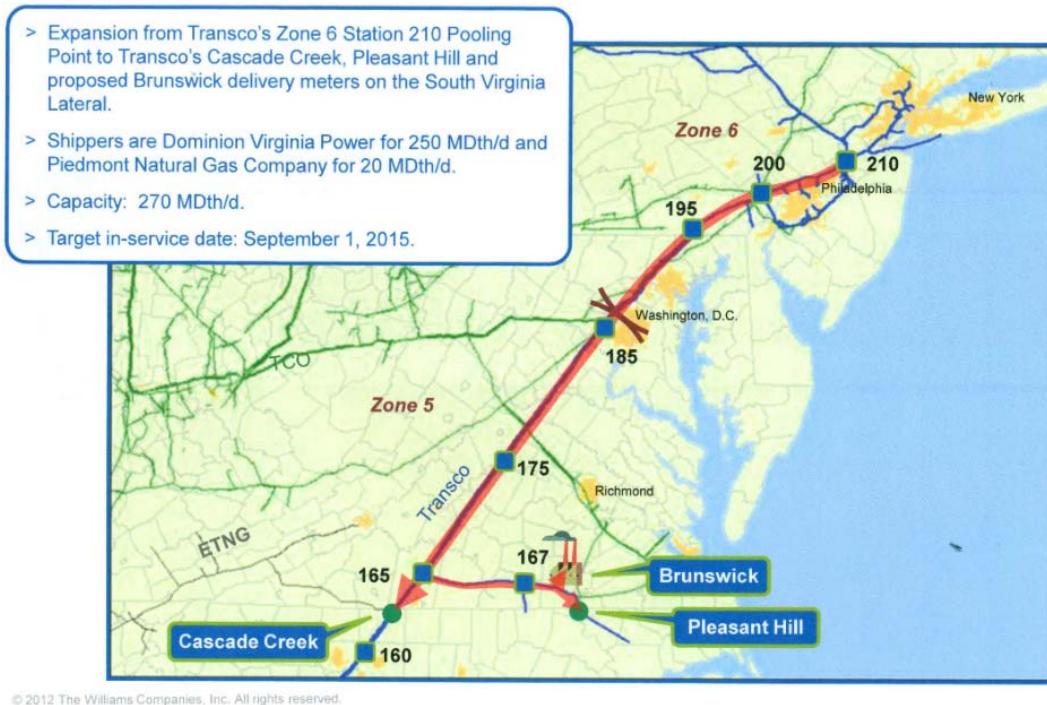 > Expansion from Transco's Zone 6 Station 210 Pooling
Point to Transco's Cascade Creek, Pleasant Hill and
proposed Brunswick delivery meters on the South Virginia
Lateral.
> Shippers are Dominion Virginia Power for 250 MDth/d and
Piedmont Natural Gas Company for 20 MDth/d.
> Capacity: 270 MDth/d.
> Target in-service date: September 1, 2015.
New York
Zone 6
200
210
Philadelphia
195
Washington, D.C.
185
TCO
Zone 5
175
Transco
Richmond
ETNG
165
167
Brunswick
Cascade Creek
Pleasant Hill
160
© 2012 The Williams Companies, Inc. All rights reserved.